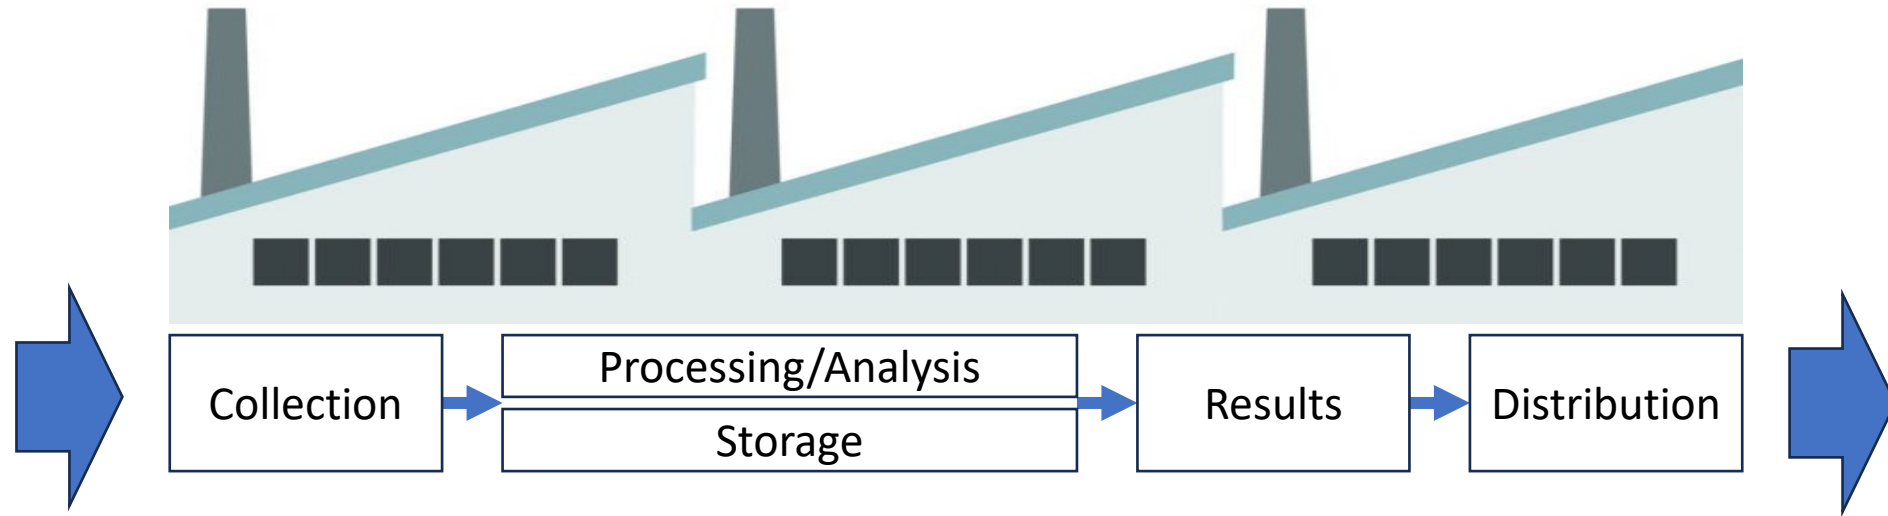 Collection
Processing/Analysis
Storage
Results
Distribution